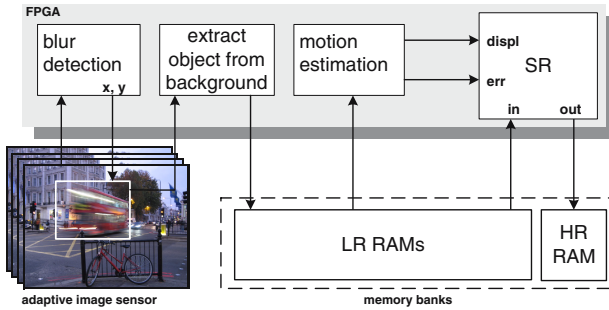 FPGA
blur
detection
x, y
extract
object from
background
motion
estimation
displ
SR
err
in
out
LR RAMs
HR
RAM
adaptive image sensor
memory banks